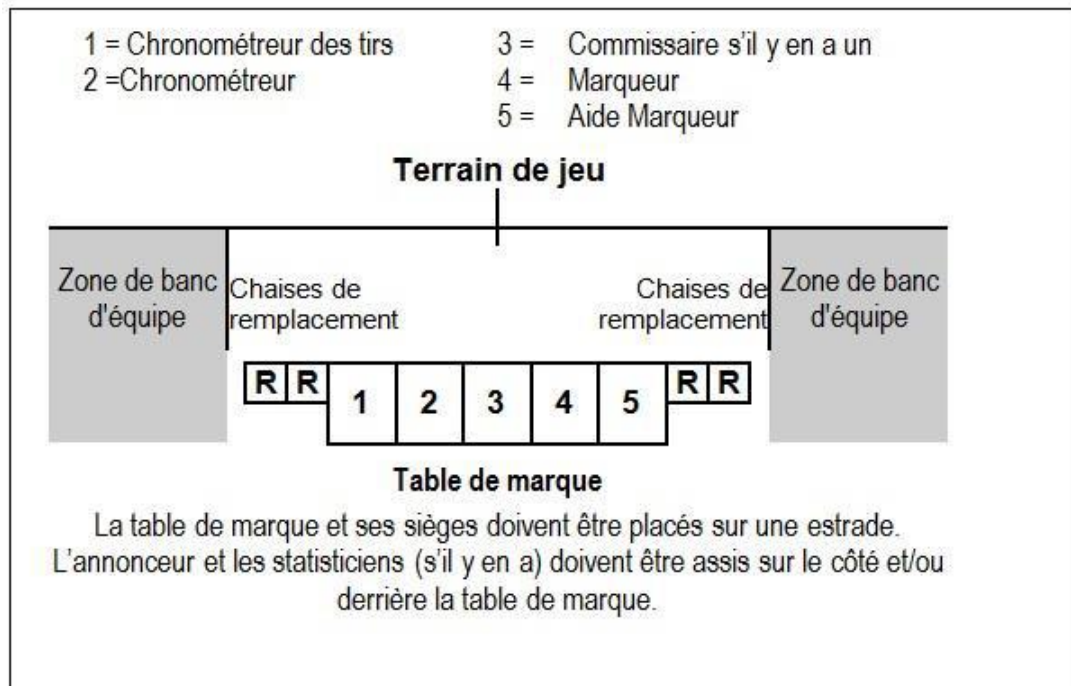 1 = Chronométreur des tirs
2 =Chronométreur
3 = Commissaire s'il y en a un
4 = Marqueur
5 = Aide Marqueur
Terrain de jeu
Zone de banc
d'équipe
Chaises de
remplacement
Chaises de
remplacement
Zone de banc
d'équipe
R R 1 2 3 4 5 R R
Table de marque
La table de marque et ses sièges doivent être placés sur une estrade.
L'annonceur et les statisticiens (s'il y en a) doivent être assis sur le côté et/ou
derrière la table de marque.